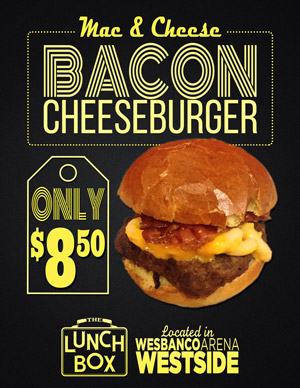 Mac & Cheese
BACON
CHEESEBURGER
ONLY
$8.50
THE
LUNCH
BOX
Located in
WESBANCOARENA
WESTSIDE